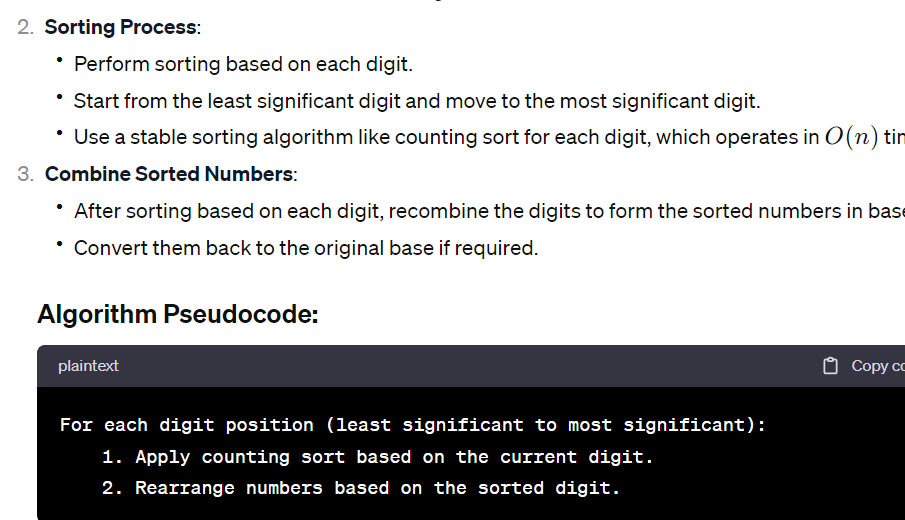 2. Sorting Process:
• Perform sorting based on each digit.
• Start from the least significant digit and move to the most significant digit.
• Use a stable sorting algorithm like counting sort for each digit, which operates in O(n)
3. Combine Sorted Numbers:
• After sorting based on each digit, recombine the digits to form the sorted numbers in
• Convert them back to the original base if required.
Algorithm Pseudocode:
plaintext
Copy
For each digit position (least significant to most significant):
1. Apply counting sort based on the current digit.
2. Rearrange numbers based on the sorted digit.